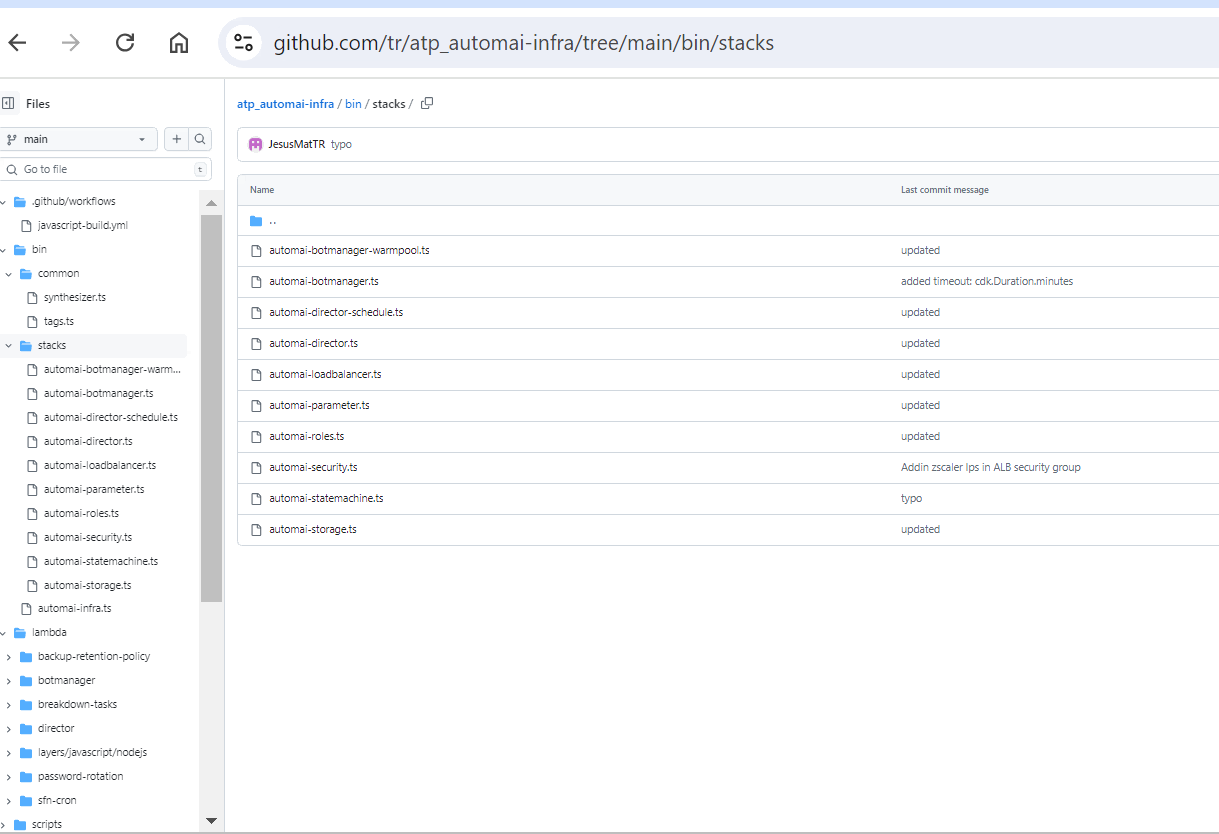 github.com/tr/atp_automai-infra/tree/main/bin/stacks
Files
main
Go to file
t
.github/workflows
javascript-build.yml
bin
common
synthesizer.ts
tags.ts
stacks
automai-botmanager-warm...
automai-botmanager.ts
automai-director-schedule.ts
automai-director.ts
automai-loadbalancer.ts
automai-parameter.ts
automai-roles.ts
automai-security.ts
automai-statemachine.ts
automai-storage.ts
automai-infra.ts
lambda
backup-retention-policy
botmanager
breakdown-tasks
director
layers/javascript/nodejs
password-rotation
sfn-cron
scripts
atp_automai-infra / bin / stacks /
JesusMatTR typo
Name Last commit message
..
automai-botmanager-warmpool.ts updated
automai-botmanager.ts added timeout: cdk.Duration.minutes
automai-director-schedule.ts updated
automai-director.ts updated
automai-loadbalancer.ts updated
automai-parameter.ts updated
automai-roles.ts updated
automai-security.ts Addin zscaler Ips in ALB security group
automai-statemachine.ts typo
automai-storage.ts updated